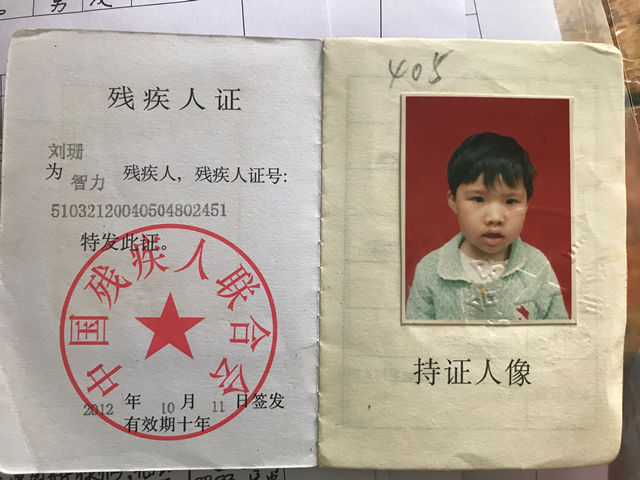 残疾人证
刘珊
为 智力 残疾人，残疾人证号：
51032120040504802451
特发此证。
中国残疾人联合会
2012 年 10 月 11 日签发
有效期十年
405
持证人像